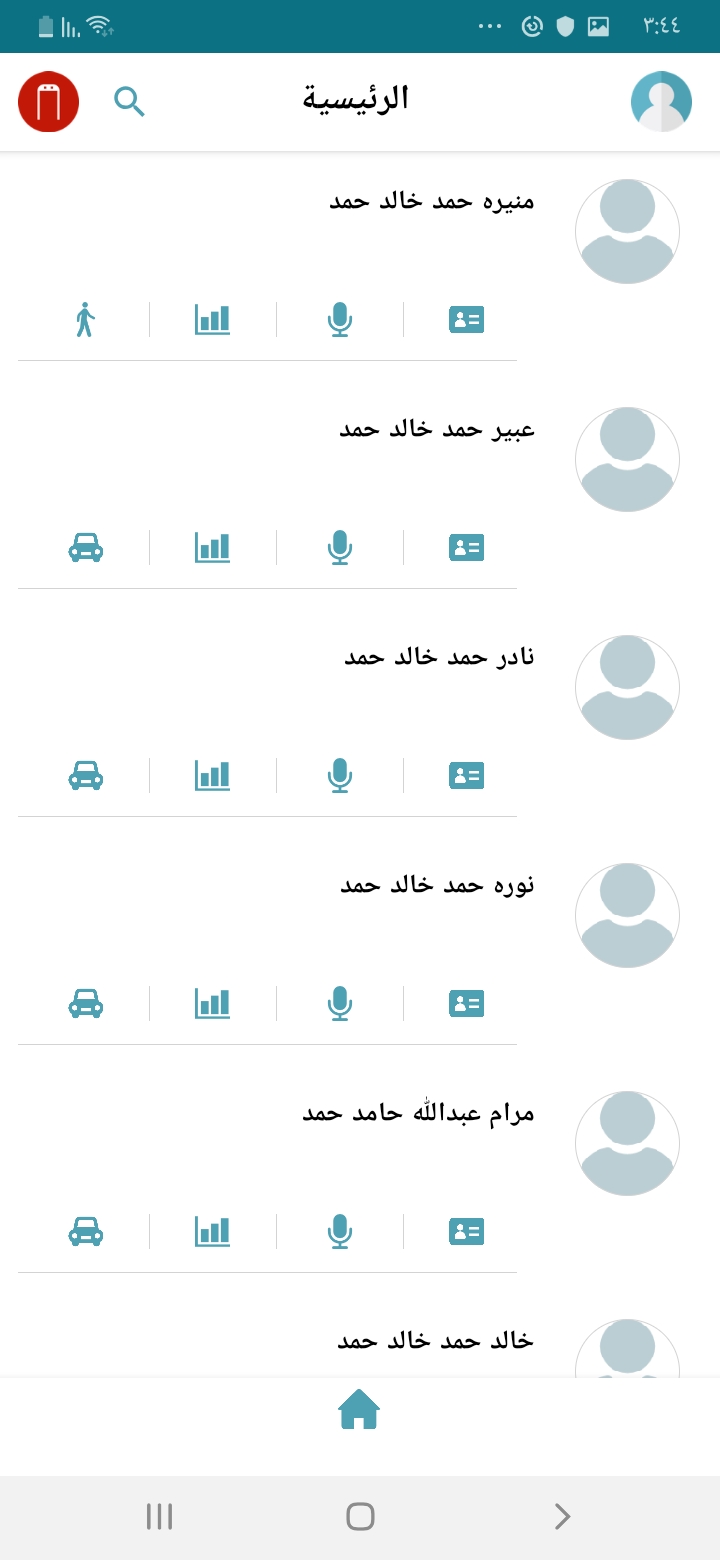 ٣:٤٤
الرئيسية
منيره حمد خالد حمد
عبير حمد خالد حمد
نادر حمد خالد حمد
نوره حمد خالد حمد
مرام عبدالله حامد حمد
خالد حمد خالد حمد